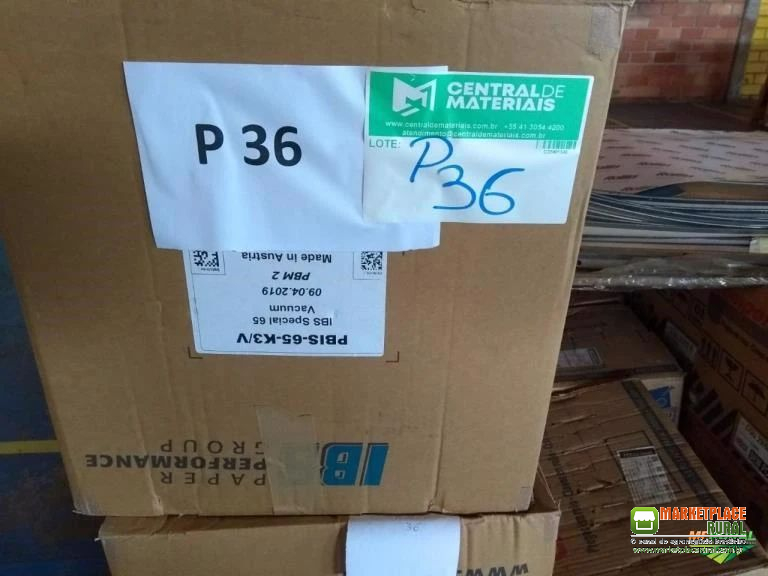 P 36
CENTRAL DE
MATERIAIS
www.centraldemateriais.com.br +55 41 3054 4200
atendimento@centraldemateriais.com.br
LOTE: P36
PBIS-65-K3/V
IBS Special 65
Vacuum
09.04.2019
PBM 2
Made in Austria
IBS
PAPER
PERFORMANCE
GROUP
36
www
MARKETPLACE
RURAL